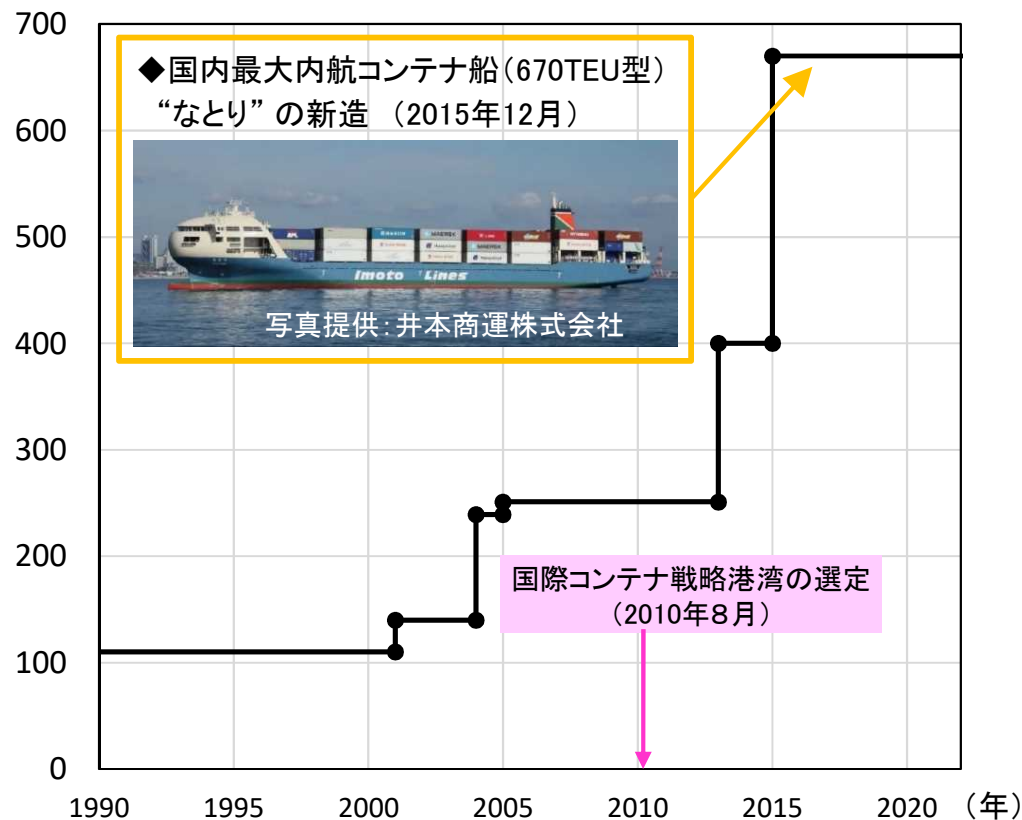 700
600
500
400
300
200
100
0
◆国内最大内航コンテナ船(670TEU型)
“なとり” の新造 (2015年12月)
Imoto Lines
写真提供:井本商運株式会社
国際コンテナ戦略港湾の選定
(2010年8月)
1990 1995 2000 2005 2010 2015 2020 (年)